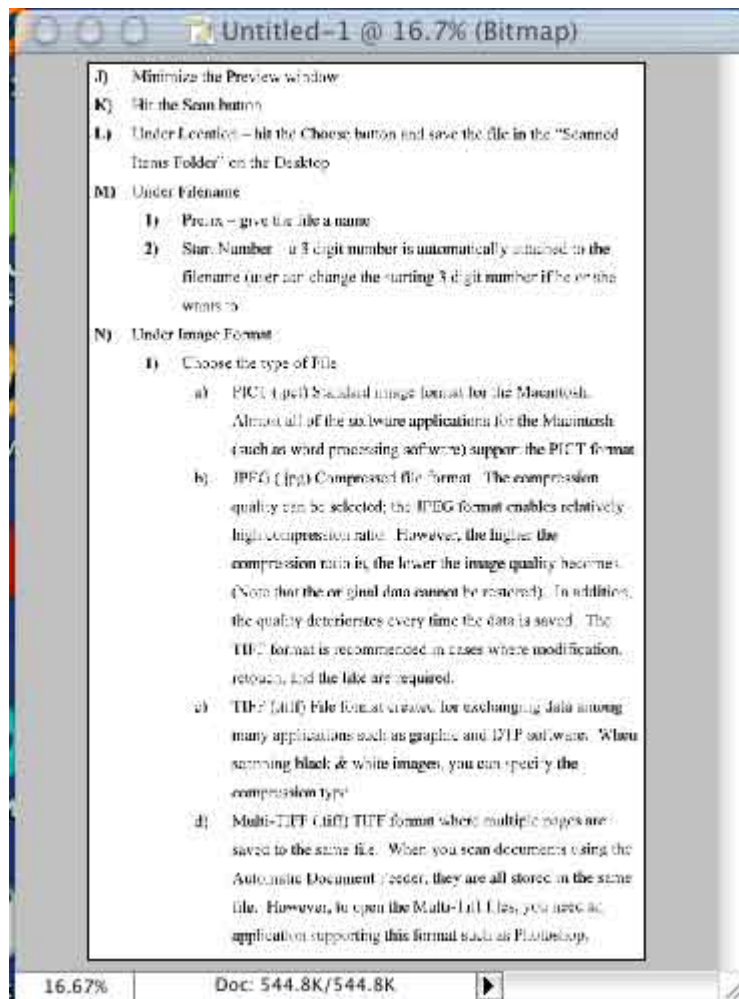 Untitled-1 @ 16.7% (Bitmap)
J) Minimize the Preview window
K) Hit the Scan button
L) Under Location – hit the Choose button and save the file in the "Scanned
Items Folder" on the Desktop
M) Under Filename
1) Prefix – give the file a name
2) Start Number – a 3 digit number is automatically attached to the
filename (user can change the starting 3 digit number if he or she
wants to
N) Under Image Format
1) Choose the type of File
a) PICT (.pct) Standard image format for the Macintosh.
Almost all of the software applications for the Macintosh
(such as word processing software) support the PICT format
b) JPEG (.jpg) Compressed file format. The compression
quality can be selected; the JPEG format enables relatively
high compression ratio. However, the higher the
compression ratio is, the lower the image quality becomes.
(Note that the original data cannot be restored). In addition,
the quality deteriorates every time the data is saved. The
TIFF format is recommended in cases where modification,
retouch, and the like are required.
c) TIFF (.tiff) File format created for exchanging data among
many applications such as graphic and DTP software. When
scanning black & white images, you can specify the
compression type
d) Multi-TIFF (.tiff) TIFF format where multiple pages are
saved to the same file. When you scan documents using the
Automatic Document Feeder, they are all stored in the same
file. However, to open the Multi-Tiff files, you need an
application supporting this format such as Photoshop.
16.67% Doc: 544.8K/544.8K